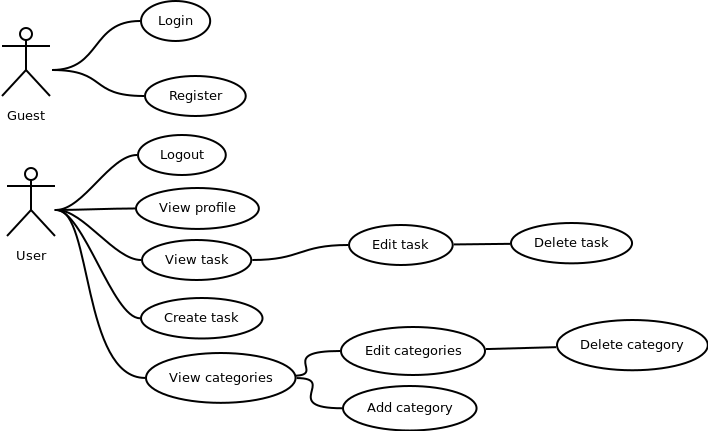 Login
Register
Guest
Logout
View profile
User
View task
Edit task
Delete task
Create task
View categories
Edit categories
Delete category
Add category